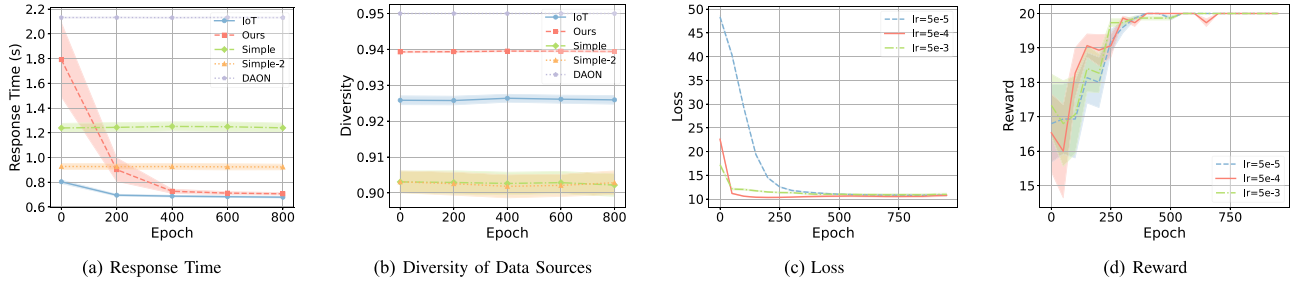 Response Time (s)
2.2
2.0
1.8
1.6
1.4
1.2
1.0
0.8
0.6
0 200 400 600 800
Epoch
IoT
Ours
Simple
Simple-2
DAON
(a) Response Time
Diversity
0.95
0.94
0.93
0.92
0.91
0.90
0 200 400 600 800
Epoch
IoT
Ours
Simple
Simple-2
DAON
(b) Diversity of Data Sources
Loss
50
45
40
35
30
25
20
15
10
0 250 500 750
Epoch
lr=5e-5
lr=5e-4
lr=5e-3
(c) Loss
Reward
20
19
18
17
16
15
0 250 500 750
Epoch
lr=5e-5
lr=5e-4
lr=5e-3
(d) Reward